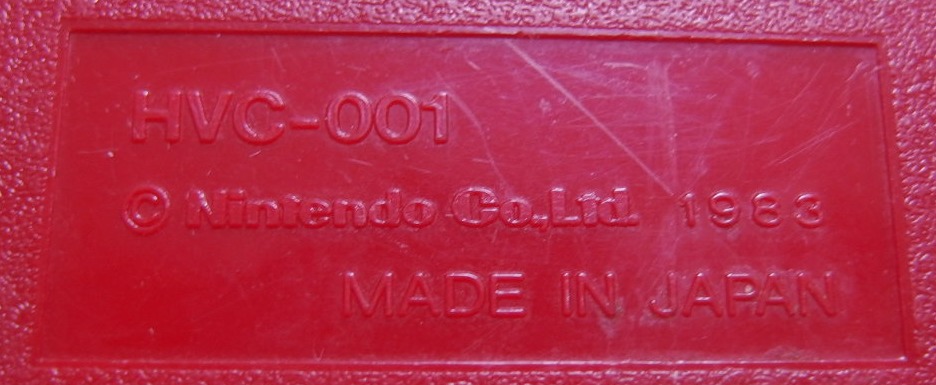 HVC-001
© Nintendo Co.,Ltd. 1983
MADE IN JAPAN